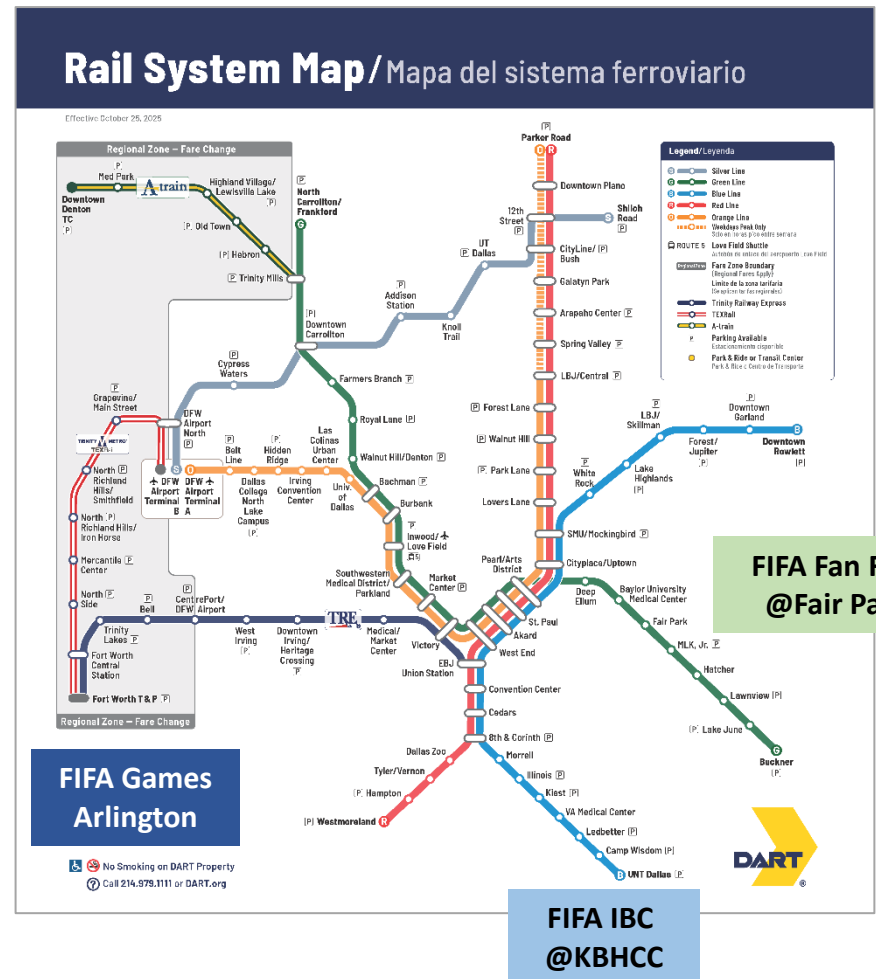 Rail System Map/Mapa del sistema ferroviario
Effective October 25, 2025
Regional Zone – Fare Change
Med Park
A train
Downtown
Denton
TC
Highland Village/
Lewisville Lake
Old Town
Hebron
Trinity Mills
North
Carrollton/
Frankford
Parker Road
Downtown Plano
12th
Street
Shiloh
Road
UT
Dallas
CityLine/
Bush
Galatyn Park
Addison
Station
Knoll
Trail
Arapaho Center
Spring Valley
LBJ/Central
Downtown
Carrollton
Cypress
Waters
Farmers Branch
Royal Lane
Walnut Hill/Denton
Bachman
Burbank
Inwood/
Love Field
Southwestern
Medical District/
Parkland
Market
Center
Victory
Grapevine/
Main Street
DFW
Airport
North
TRINITY METRO
DFW
Airport
Terminal
B
DFW
Airport
Terminal
A
Belt
Line
Dallas
College
North
Lake
Campus
Hidden
Ridge
Irving
Convention
Center
Las
Colinas
Urban
Center
Univ.
of
Dallas
North
Richland
Hills/
Smithfield
North
Richland Hills/
Iron Horse
Mercantile
Center
North
Side
Trinity
Lakes
Bell
CentrePort/
DFW Airport
West
Irving
Downtown
Irving/
Heritage
Crossing
TRE
Medical/
Market
Center
Fort Worth
Central
Station
Fort Worth T&P
Regional Zone – Fare Change
Forest Lane
Walnut Hill
Park Lane
Lovers Lane
SMU/Mockingbird
Cityplace/Uptown
White
Rock
Lake
Highlands
LBJ/
Skillman
Forest/
Jupiter
Downtown
Garland
Downtown
Rowlett
Pearl/Arts
District
St. Paul
Akard
West End
EBJ
Union Station
Convention Center
Cedars
8th & Corinth
Deep
Ellum
Baylor University
Medical Center
Fair Park
MLK, Jr.
Hatcher
Lawnview
Lake June
Buckner
Dallas Zoo
Tyler/Vernon
Hampton
Westmoreland
Morrell
Illinois
Kiest
VA Medical Center
Ledbetter
Camp Wisdom
UNT Dallas
Legend/Leyenda
Silver Line
Green Line
Blue Line
Red Line
Orange Line
Weekdays Peak Only
ROUTE 5 Love Field Shuttle
Fare Zone Boundary
(Regional Fares Apply)
Límite de la zona tarifaria
Trinity Railway Express
TEXRail
A-train
P Parking Available
Estacionamiento disponible
Park & Ride or Transit Center
Park & Ride o Centro de Transporte
FIFA Fan F
@Fair Pa
FIFA Games
Arlington
FIFA IBC
@KBHCC
No Smoking on DART Property
Call 214.979.1111 or DART.org
DART